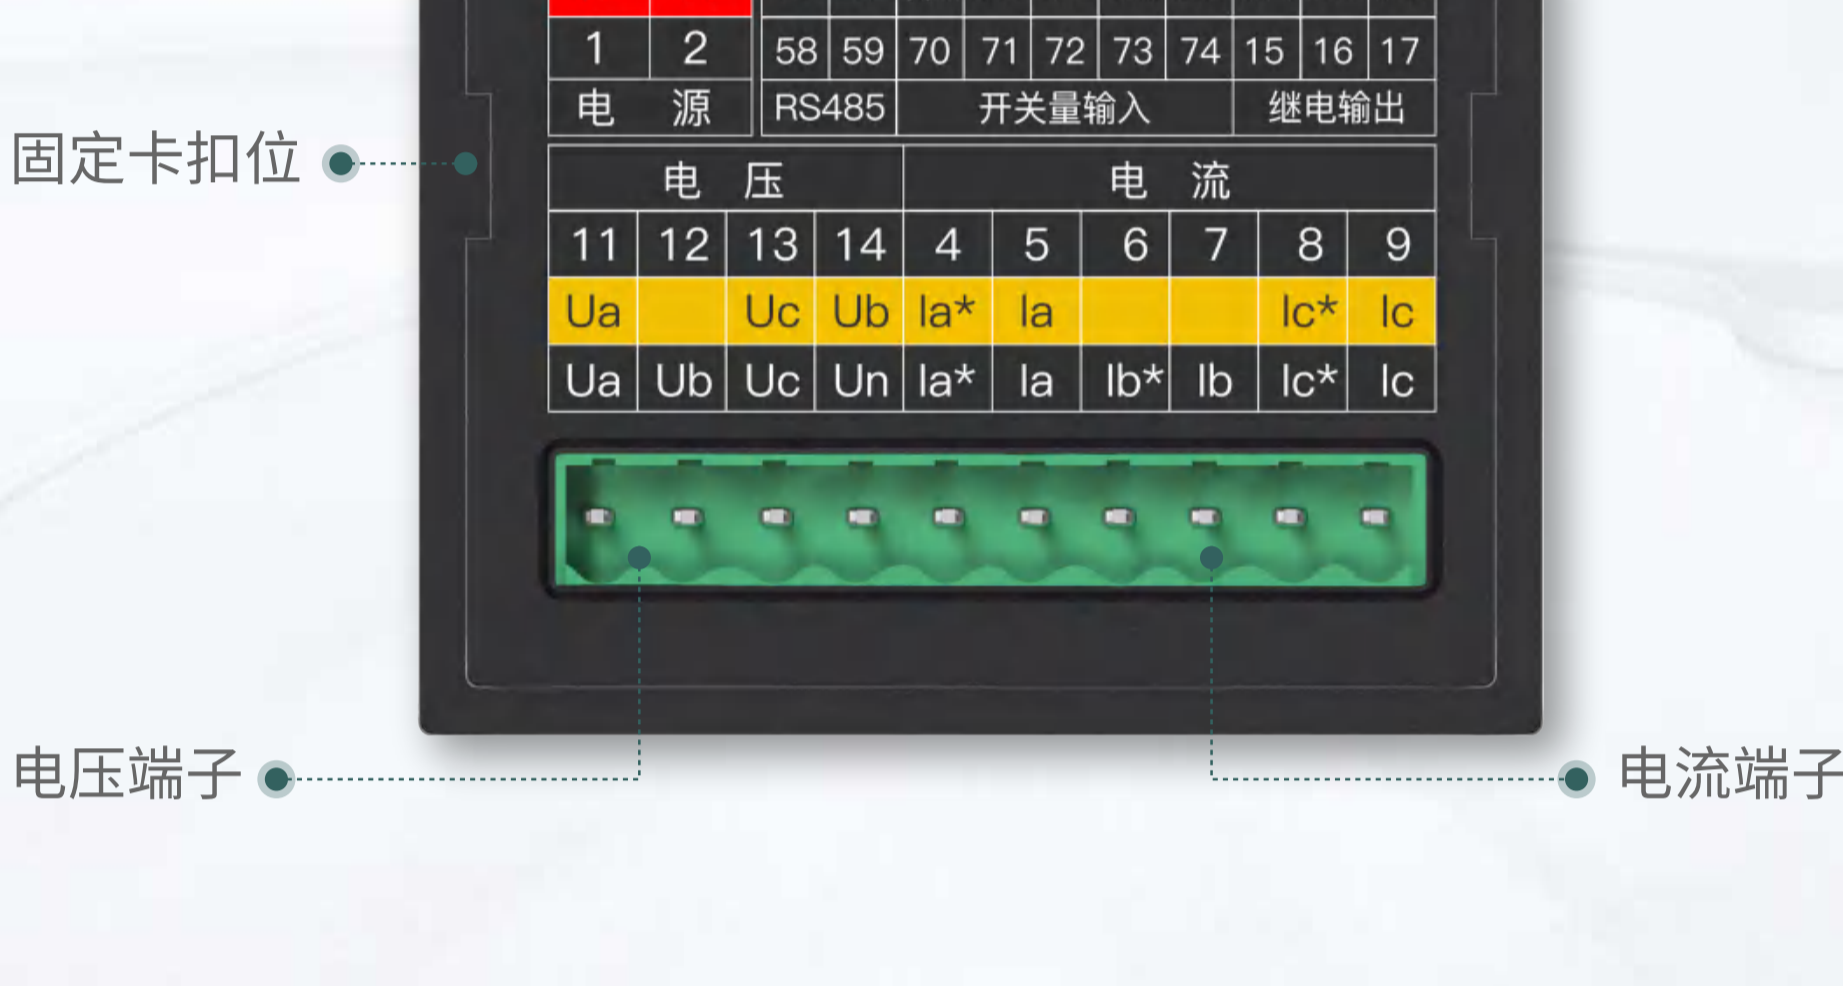 1 2 58 59 70 71 72 73 74 15 16 17
电 源 RS485 开关量输入 继电输出
固定卡扣位
电 压 电 流
11 12 13 14 4 5 6 7 8 9
Ua Uc Ub Ia* Ia Ic* Ic
Ua Ub Uc Un Ia* Ia Ib* Ib Ic* Ic
电压端子 电流端子